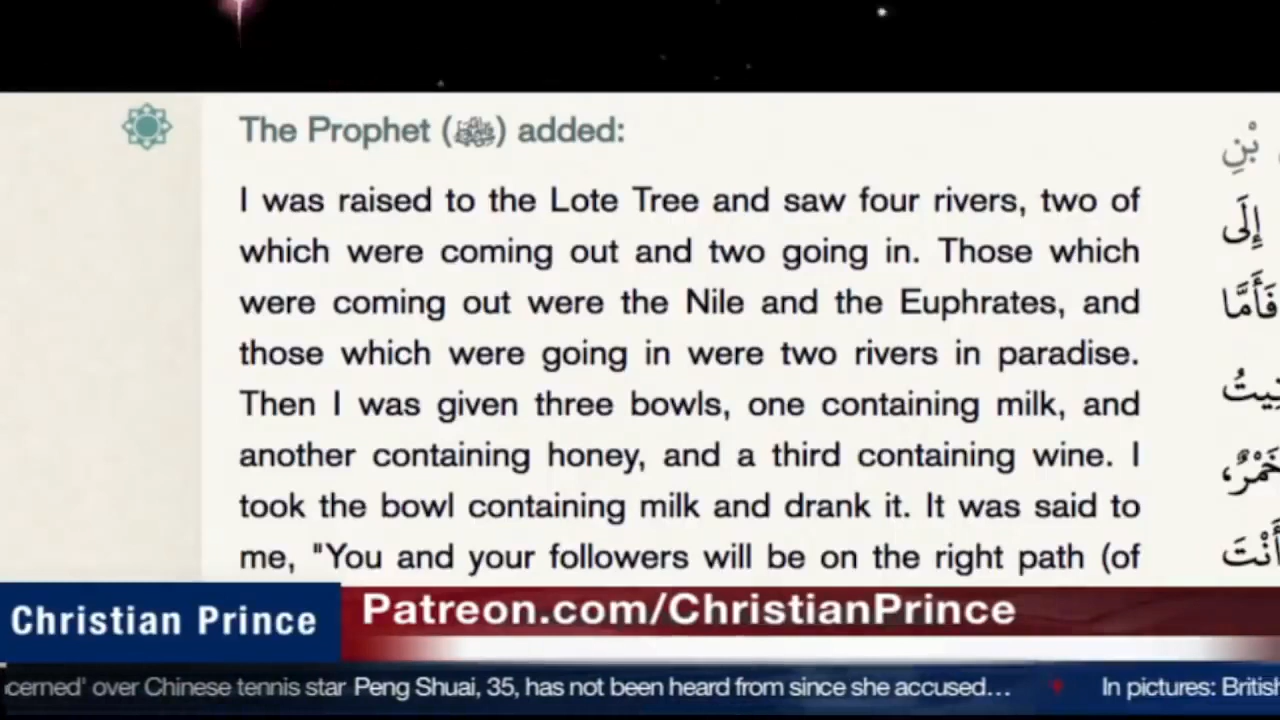 The Prophet (ﷺ) added:
I was raised to the Lote Tree and saw four rivers, two of
which were coming out and two going in. Those which
were coming out were the Nile and the Euphrates, and
those which were going in were two rivers in paradise.
Then I was given three bowls, one containing milk, and
another containing honey, and a third containing wine. I
took the bowl containing milk and drank it. It was said to
me, "You and your followers will be on the right path (of
بْنِ
إِلَى
فَأَمَّا
خَمْرٌ،
أَنْتَ
Christian Prince
Patreon.com/ChristianPrince
cerned' over Chinese tennis star Peng Shuai, 35, has not been heard from since she accused... In pictures: British